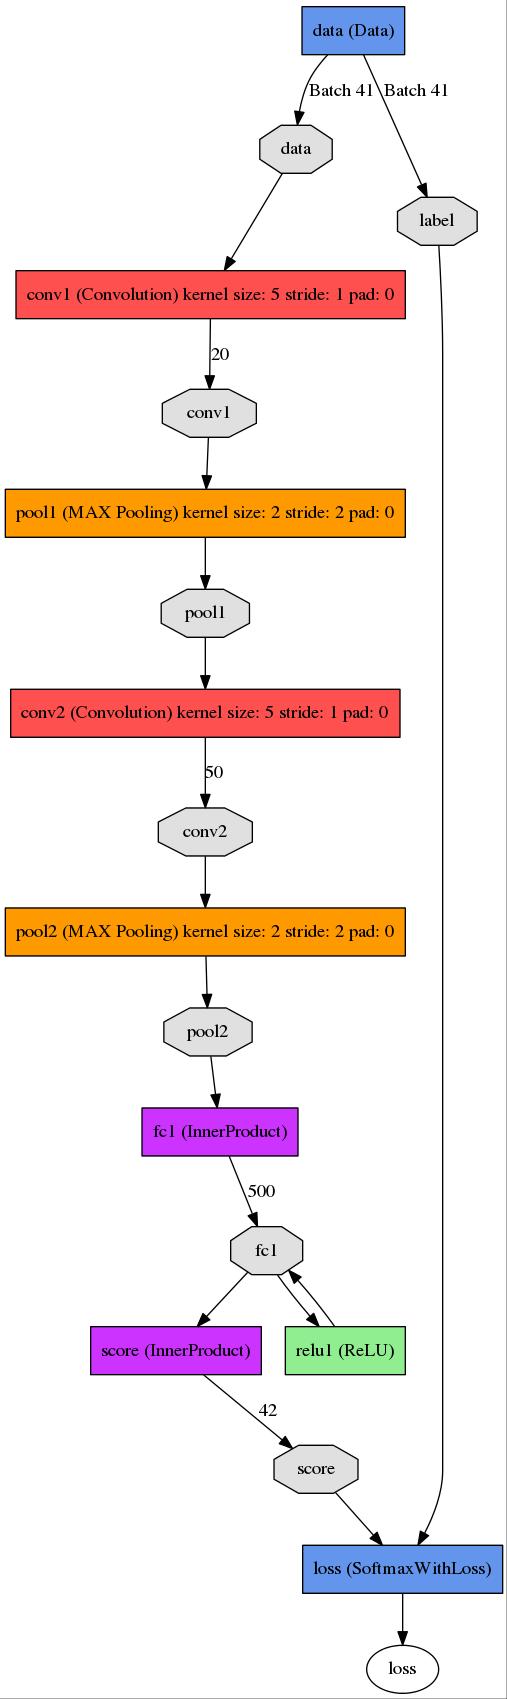 data (Data)
Batch 41
Batch 41
data
label
conv1 (Convolution) kernel size: 5 stride: 1 pad: 0
20
conv1
pool1 (MAX Pooling) kernel size: 2 stride: 2 pad: 0
pool1
conv2 (Convolution) kernel size: 5 stride: 1 pad: 0
50
conv2
pool2 (MAX Pooling) kernel size: 2 stride: 2 pad: 0
pool2
fc1 (InnerProduct)
500
fc1
score (InnerProduct)
relu1 (ReLU)
42
score
loss (SoftmaxWithLoss)
loss